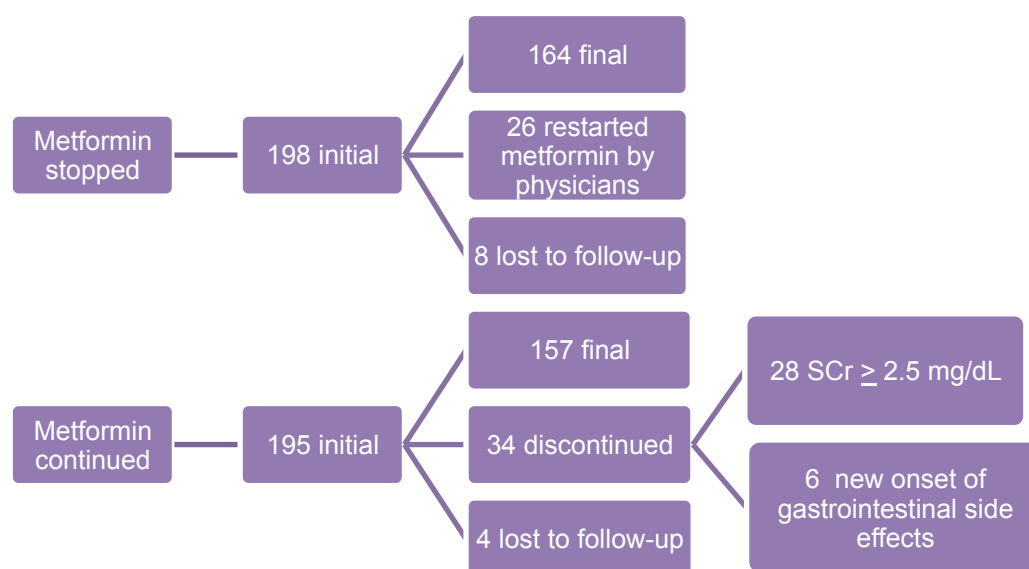 Metformin
stopped
198 initial
164 final
26 restarted
metformin by
physicians
8 lost to follow-up
Metformin
continued
195 initial
157 final
34 discontinued
4 lost to follow-up
28 SCr ≥ 2.5 mg/dL
6 new onset of
gastrointestinal side
effects